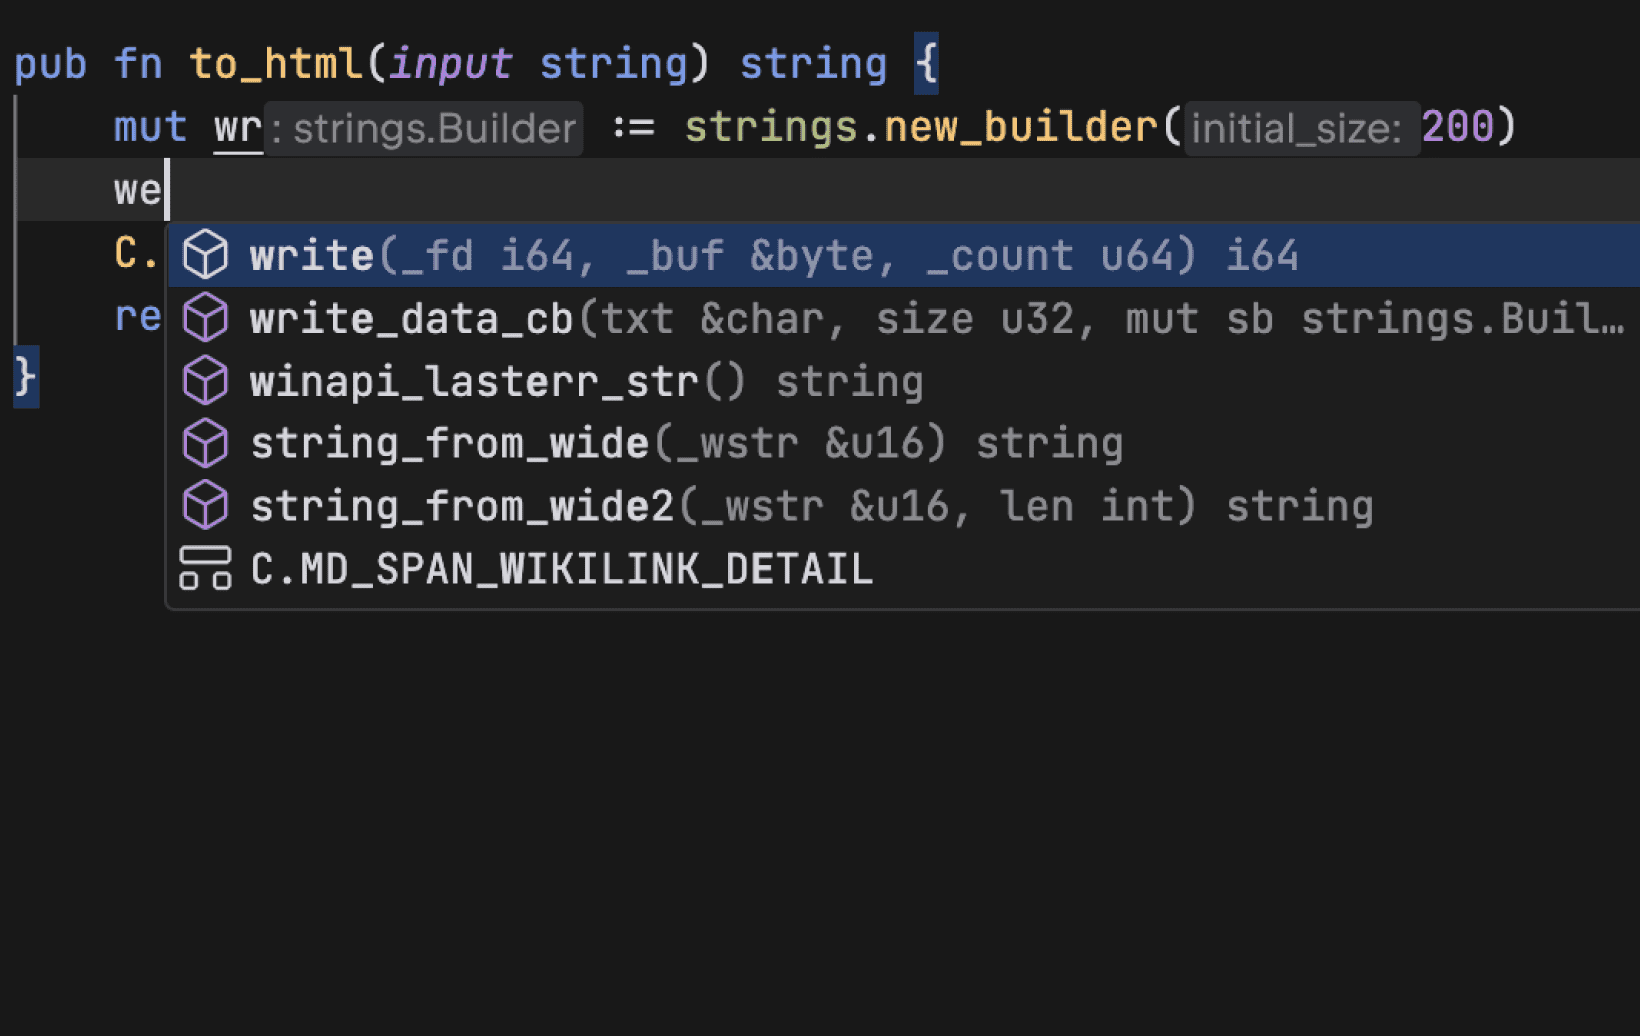 pub fn to_html(input string) string {
mut wr: strings.Builder := strings.new_builder(initial_size: 200)
we
C.
re
}
write(_fd i64, _buf &byte, _count u64) i64
write_data_cb(txt &char, size u32, mut sb strings.Buil…
winapi_lasterr_str() string
string_from_wide(_wstr &u16) string
string_from_wide2(_wstr &u16, len int) string
C.MD_SPAN_WIKILINK_DETAIL